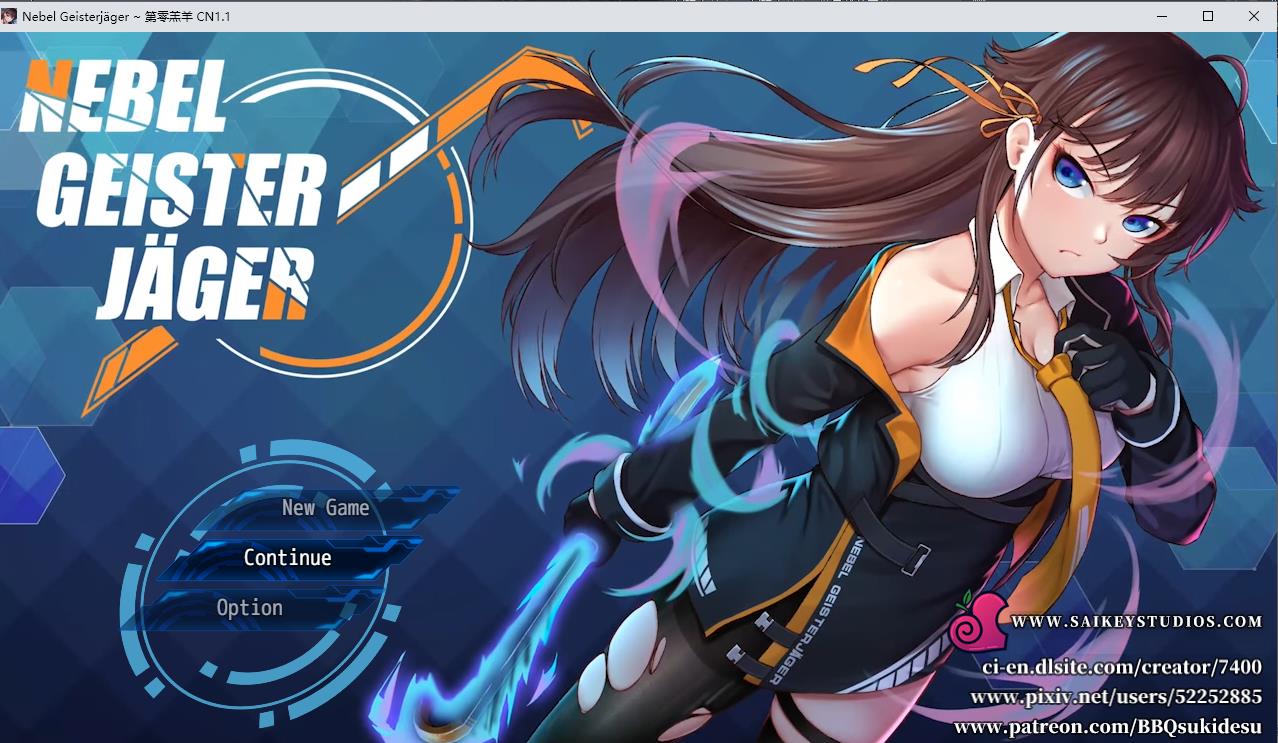 Nebel Geisterjäger ~ 第零羔羊 CN1.1
NEBEL
GEISTER
JÄGER
New Game
Continue
Option
NEBEL GEISTERJÄGER
WWW.SAIKEYSTUDIOS.COM
ci-en.dlsite.com/creator/7400
www.pixiv.net/users/52252885
www.patreon.com/BBQsukidesu